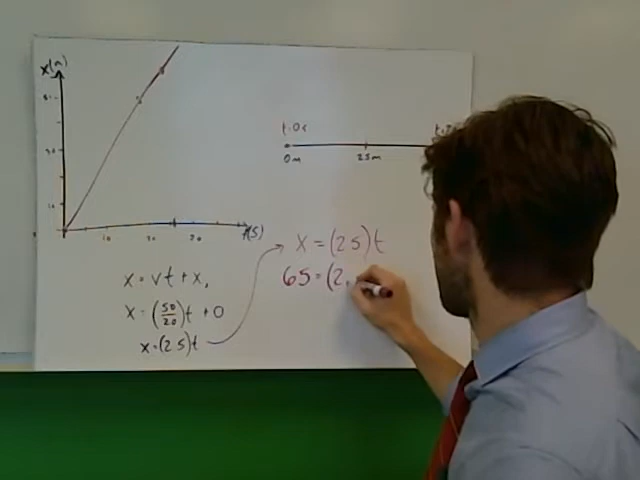 x(m)
t(s)
t=0s
0m 25m
x = vt + x₀
x = (50/20)t + 0
x = (2.5)t
x = (2.5)t
65 = (2.